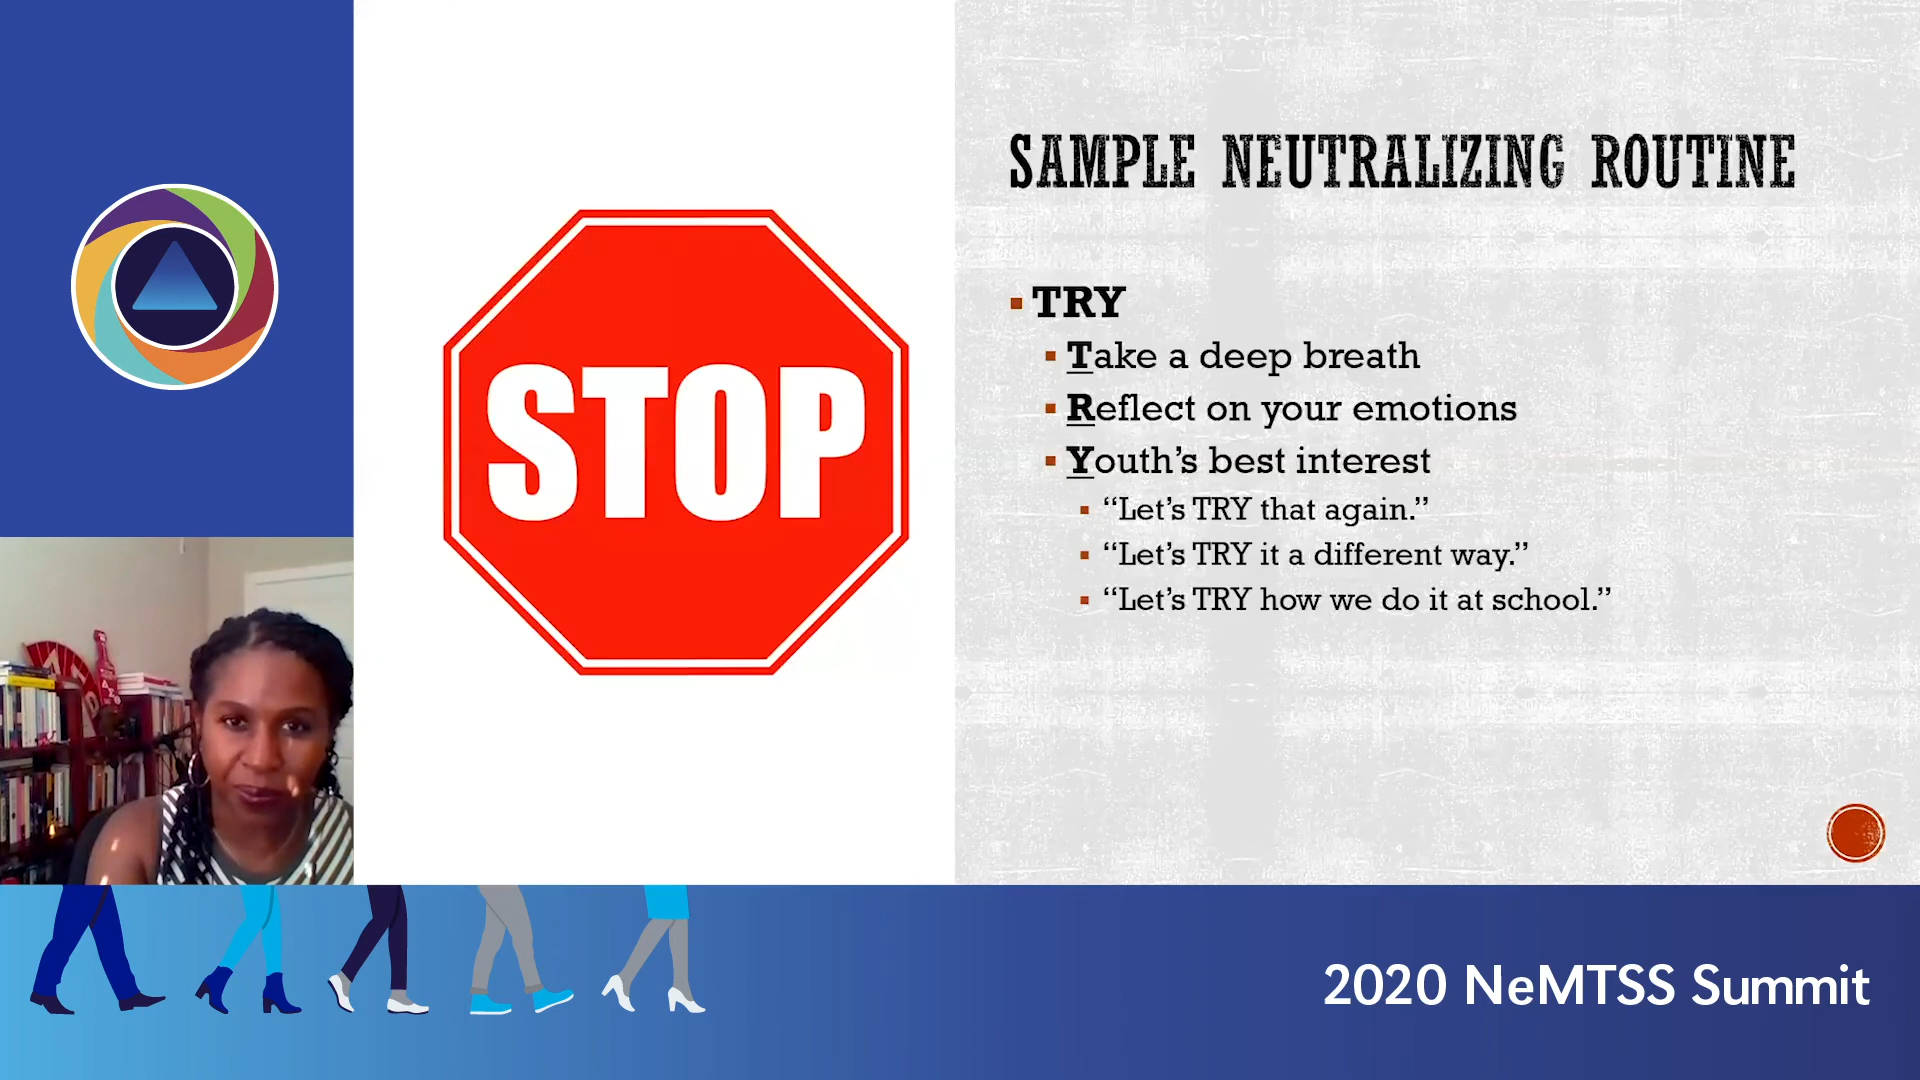 STOP
SAMPLE NEUTRALIZING ROUTINE
TRY
Take a deep breath
Reflect on your emotions
Youth's best interest
“Let's TRY that again.”
“Let's TRY it a different way.”
“Let's TRY how we do it at school.”
2020 NeMTSS Summit